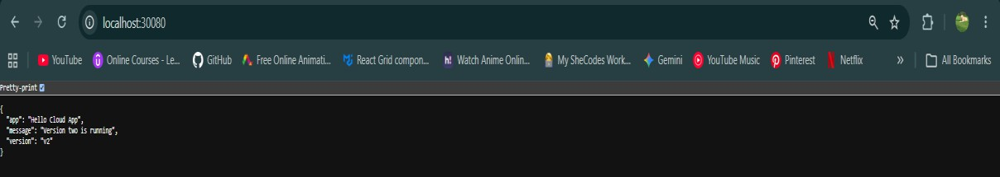 localhost:30080
YouTube Online Courses - Le... GitHub Free Online Animati... React Grid compon... h! Watch Anime Onlin... My SheCodes Work... Gemini YouTube Music Pinterest Netflix » All Bookmarks
Pretty-print
{
  "app": "Hello Cloud App",
  "message": "Version two is running",
  "version": "v2"
}